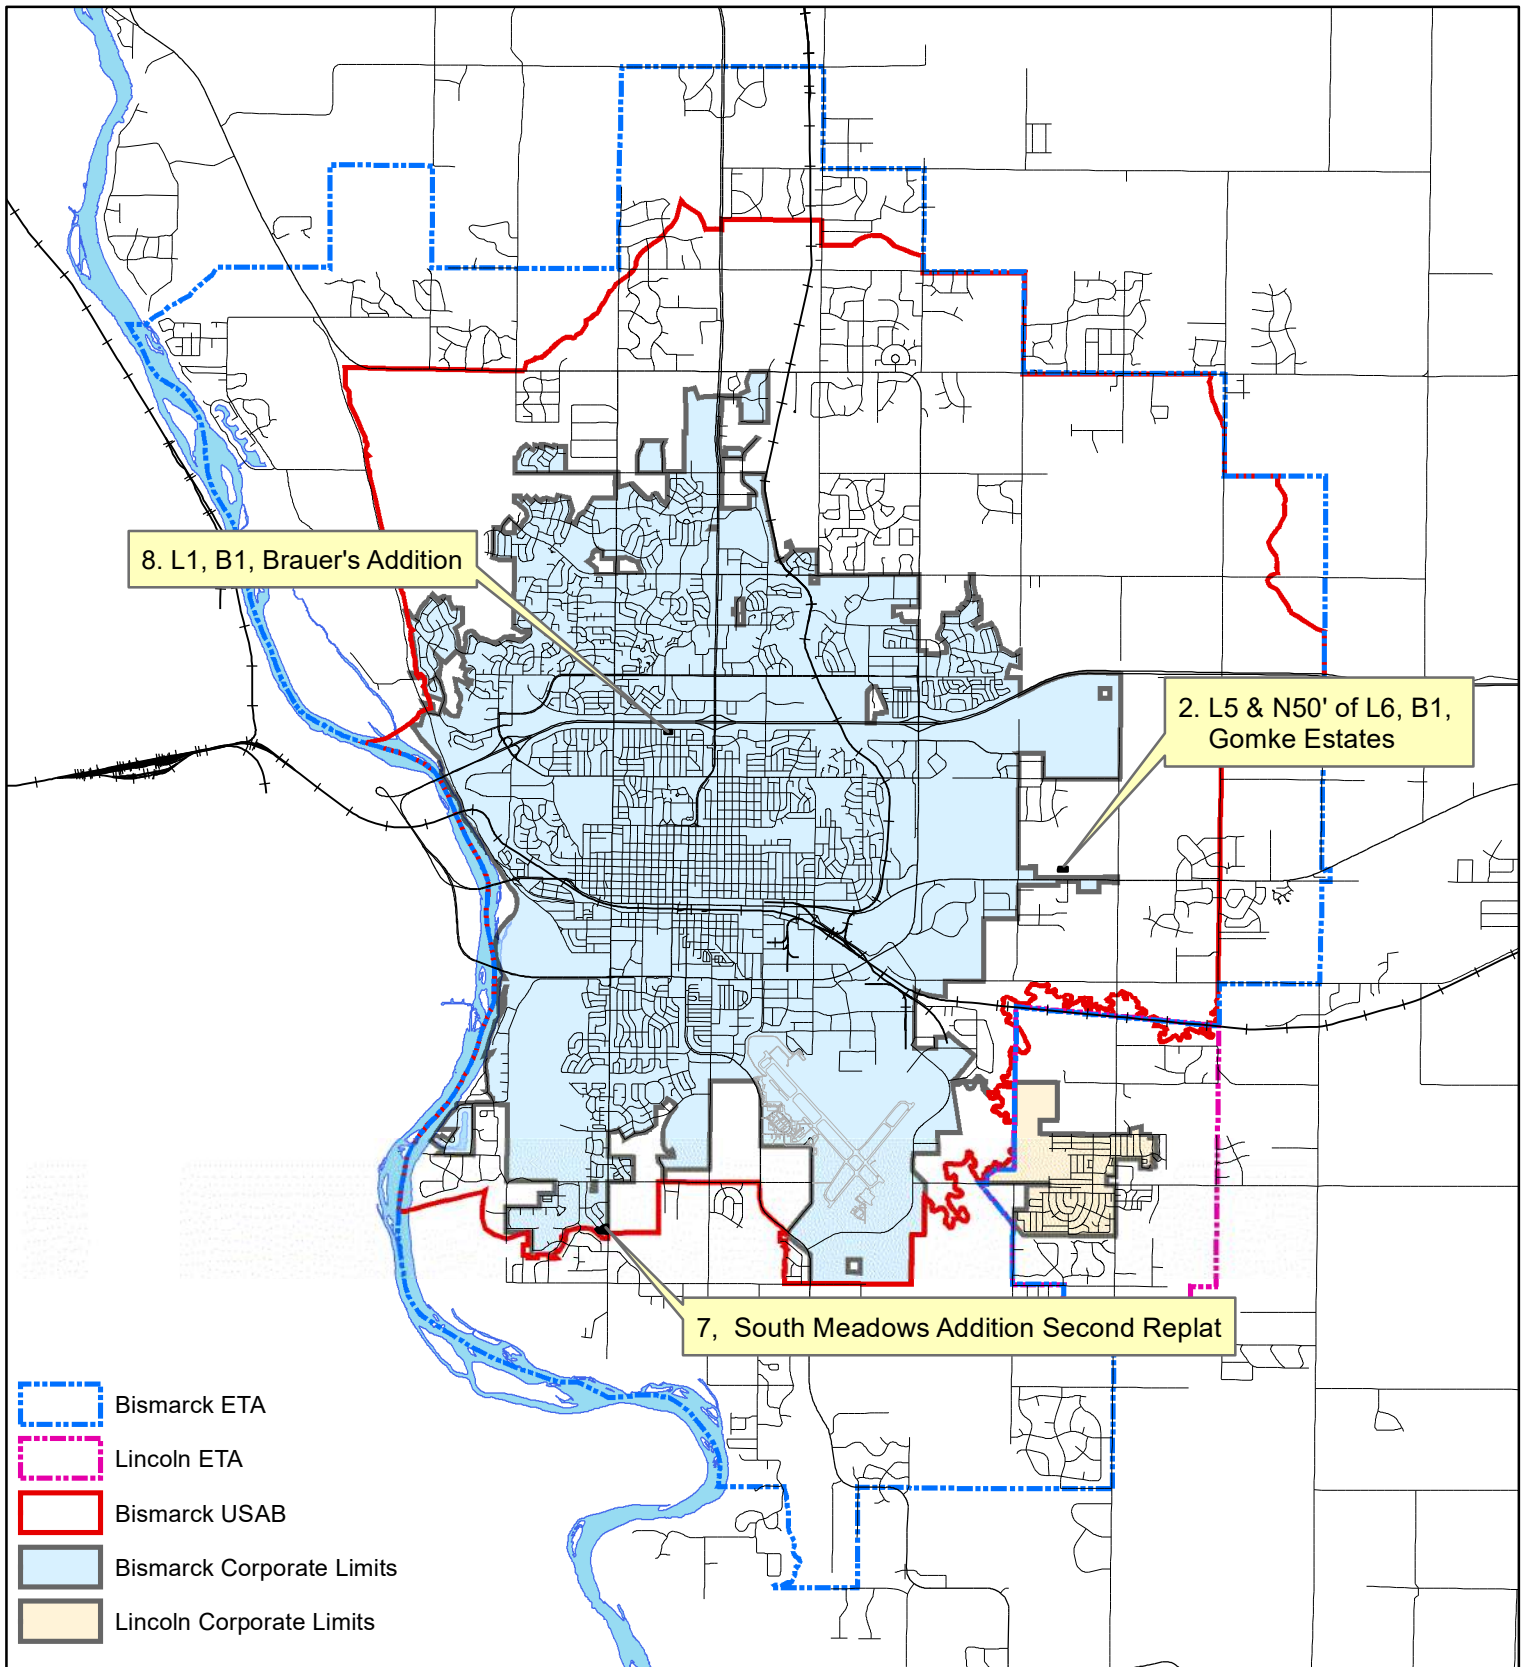 8. L1, B1, Brauer's Addition
2. L5 & N50' of L6, B1,
Gomke Estates
7, South Meadows Addition Second Replat
Bismarck ETA
Lincoln ETA
Bismarck USAB
Bismarck Corporate Limits
Lincoln Corporate Limits